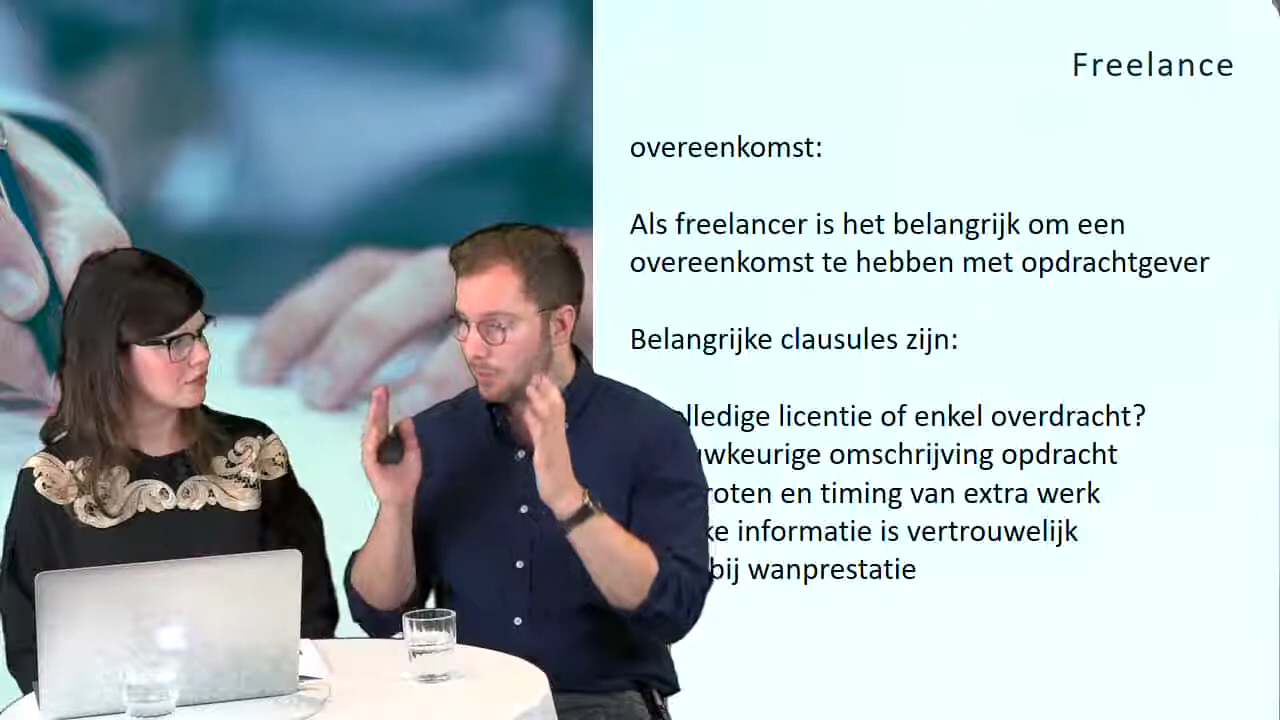 Freelance
overeenkomst:
Als freelancer is het belangrijk om een
overeenkomst te hebben met opdrachtgever
Belangrijke clausules zijn:
licentie of enkel overdracht?
omschrijving opdracht
en timing van extra werk
informatie is vertrouwelijk
bij wanprestatie